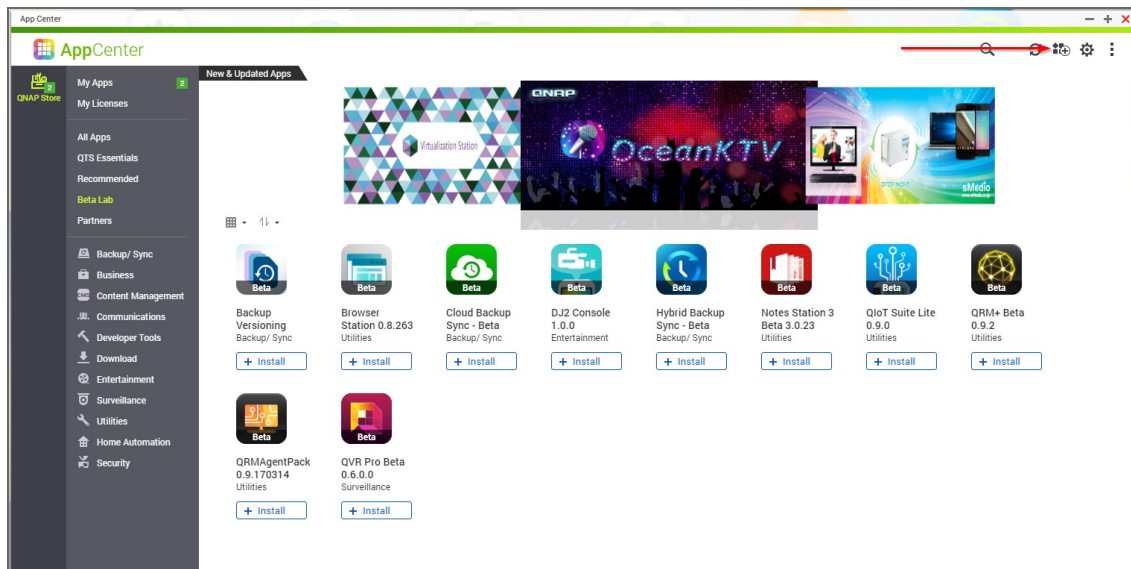 App Center
AppCenter
2
QNAP Store
My Apps 2
My Licenses
All Apps
QTS Essentials
Recommended
Beta Lab
Partners
Backup/ Sync
Business
Content Management
Communications
Developer Tools
Download
Entertainment
Surveillance
Utilities
Home Automation
Security
New & Updated Apps
Virtualization Station
QNAP
OceanKTV
DTCP MOVE
sMedio
Beta
Backup
Versioning
Backup/ Sync
+ Install
Beta
Browser
Station 0.8.263
Utilities
+ Install
Beta
Cloud Backup
Sync - Beta
Backup/ Sync
+ Install
Beta
DJ2 Console
1.0.0
Entertainment
+ Install
Beta
Hybrid Backup
Sync - Beta
Backup/ Sync
+ Install
Beta
Notes Station 3
Beta 3.0.23
Utilities
+ Install
Beta
QIoT Suite Lite
0.9.0
Utilities
+ Install
Beta
QRM+ Beta
0.9.2
Utilities
+ Install
Beta
QRMAgentPack
0.9.170314
Utilities
+ Install
Beta
QVR Pro Beta
0.6.0.0
Surveillance
+ Install